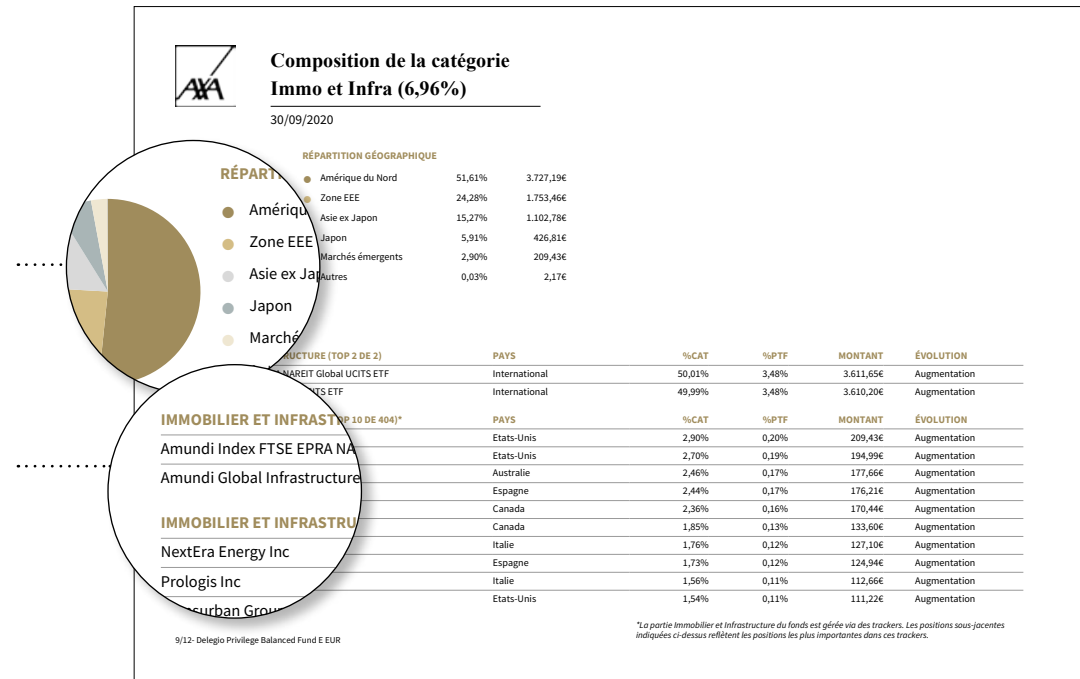 AXA
Composition de la catégorie
Immo et Infra (6,96%)
30/09/2020
RÉPARTITION GÉOGRAPHIQUE
Amérique du Nord 51,61% 3.727,19€
Zone EEE 24,28% 1.753,46€
Asie ex Japon 15,27% 1.102,78€
Japon 5,91% 426,81€
Marchés émergents 2,90% 209,43€
Autres 0,03% 2,17€
RÉPART
Amériqu
Zone EEE
Asie ex Jap
Japon
Marché
RUCTURE (TOP 2 DE 2) PAYS %CAT %PTF MONTANT ÉVOLUTION
NAREIT Global UCITS ETF International 50,01% 3,48% 3.611,65€ Augmentation
ITS ETF International 49,99% 3,48% 3.610,20€ Augmentation
OP 10 DE 404)* PAYS %CAT %PTF MONTANT ÉVOLUTION
Etats-Unis 2,90% 0,20% 209,43€ Augmentation
Etats-Unis 2,70% 0,19% 194,99€ Augmentation
Australie 2,46% 0,17% 177,66€ Augmentation
Espagne 2,44% 0,17% 176,21€ Augmentation
Canada 2,36% 0,16% 170,44€ Augmentation
Canada 1,85% 0,13% 133,60€ Augmentation
Italie 1,76% 0,12% 127,10€ Augmentation
Espagne 1,73% 0,12% 124,94€ Augmentation
Italie 1,56% 0,11% 112,66€ Augmentation
Etats-Unis 1,54% 0,11% 111,22€ Augmentation
IMMOBILIER ET INFRAST
Amundi Index FTSE EPRA NA
Amundi Global Infrastructure
IMMOBILIER ET INFRASTRU
NextEra Energy Inc
Prologis Inc
nsurban Grou
*La partie Immobilier et Infrastructure du fonds est gérée via des trackers. Les positions sous-jacentes
indiquées ci-dessus reflètent les positions les plus importantes dans ces trackers.
9/12- Delegio Privilege Balanced Fund E EUR